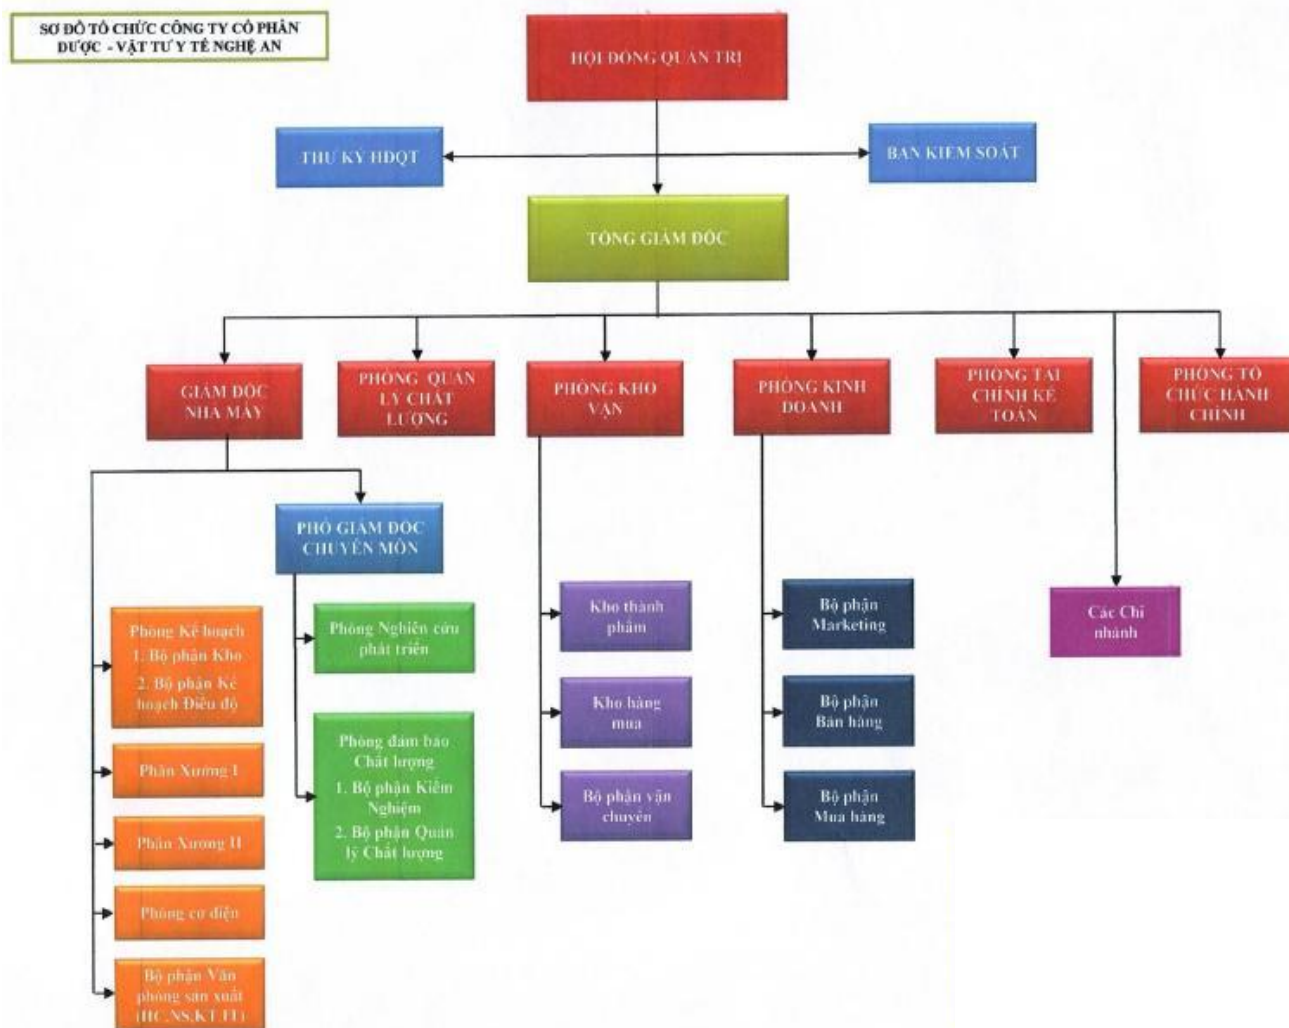 SƠ ĐỒ TỔ CHỨC CÔNG TY CỔ PHẦN
DƯỢC - VẬT TƯ Y TẾ NGHỆ AN
HỘI ĐỒNG QUẢN TRỊ
THƯ KÝ HĐQT
BAN KIỂM SOÁT
TỔNG GIÁM ĐỐC
GIÁM ĐỐC
NHÀ MÁY
PHÒNG QUẢN
LÝ CHẤT
LƯỢNG
PHÒNG KHO
VẬN
PHÒNG KINH
DOANH
PHÒNG TÀI
CHÍNH KẾ
TOÁN
PHÒNG TỔ
CHỨC HÀNH
CHÍNH
PHÓ GIÁM ĐỐC
CHUYÊN MÔN
Phòng Kế hoạch
1. Bộ phận Kho
2. Bộ phận Kế
hoạch Điều độ
Phân Xưởng I
Phân Xưởng II
Phòng cơ điện
Bộ phận Văn
phòng sản xuất
(HC,NS,KT,IT)
Phòng Nghiên cứu
phát triển
Phòng đảm bảo
Chất lượng
1. Bộ phận Kiểm
Nghiệm
2. Bộ phận Quản
lý Chất lượng
Kho thành
phẩm
Kho hàng
mua
Bộ phận vận
chuyển
Bộ phận
Marketing
Bộ phận
Bán hàng
Bộ phận
Mua hàng
Các Chi
nhánh